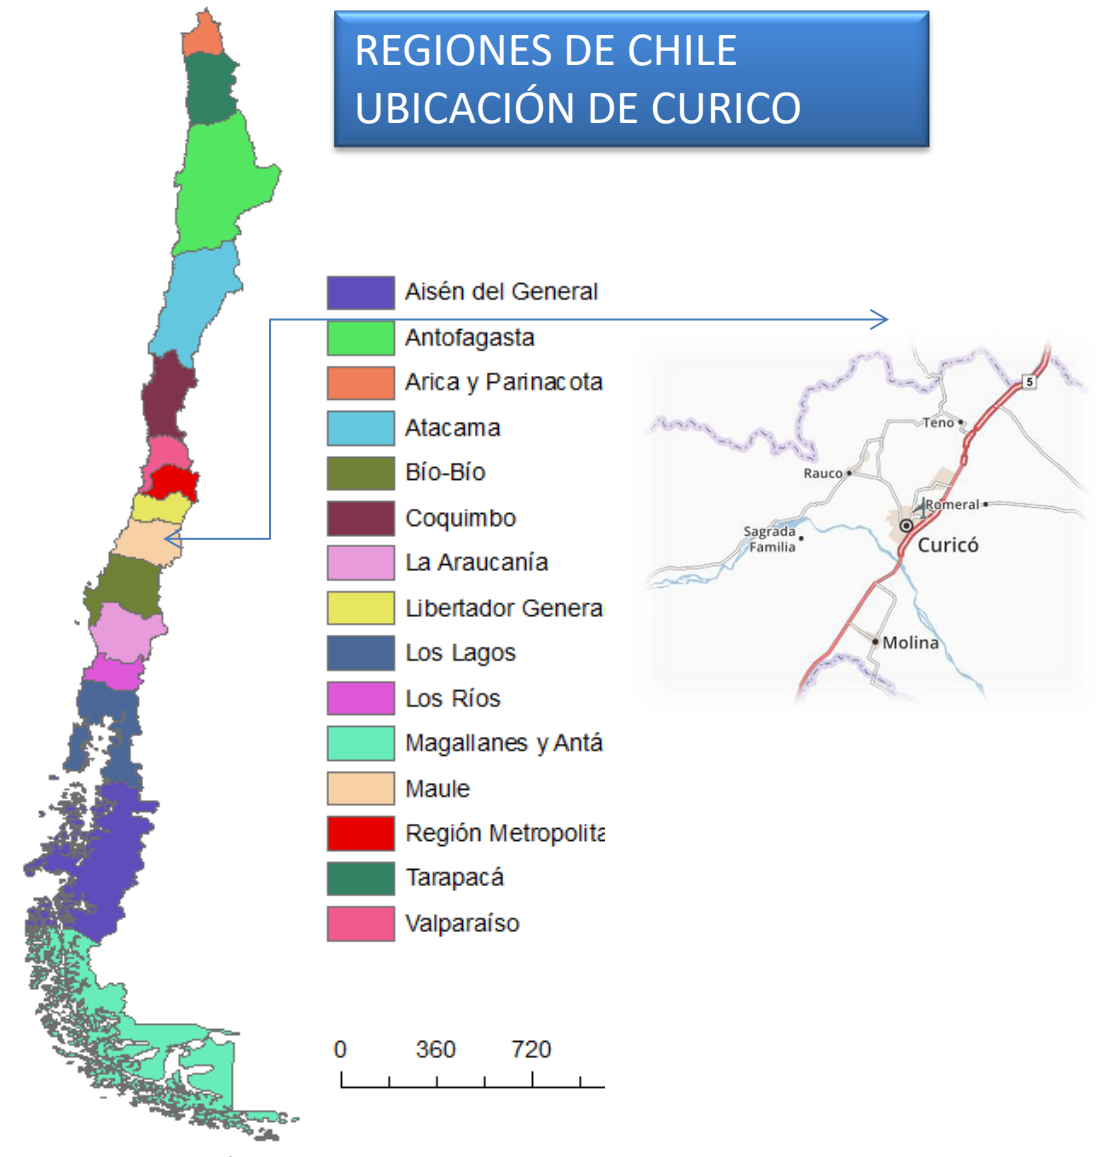 REGIONES DE CHILE
UBICACIÓN DE CURICO
Aisén del General
Antofagasta
Arica y Parinacota
Atacama
Bío-Bío
Coquimbo
La Araucanía
Libertador Genera
Los Lagos
Los Ríos
Magallanes y Antá
Maule
Región Metropolita
Tarapacá
Valparaíso
0 360 720
5
Teno
Rauco
Romeral
Sagrada
Familia
Curicó
Molina